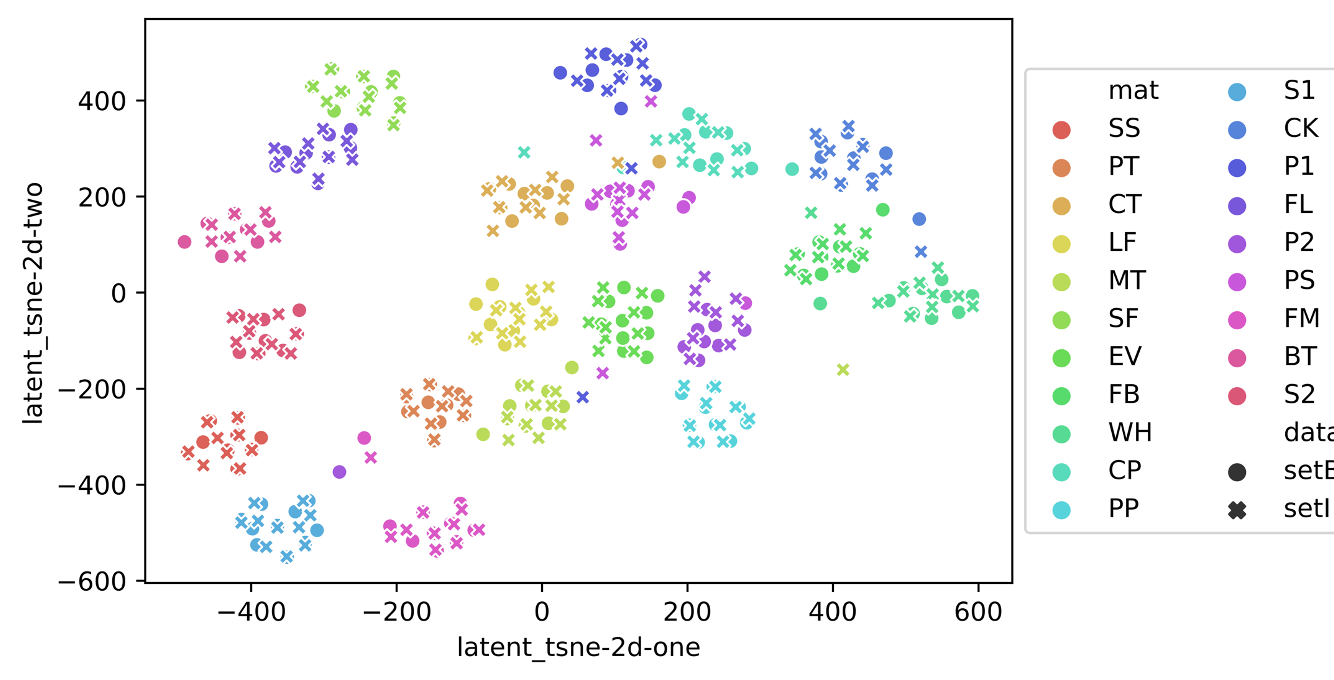 400
200
0
−200
−400
−600
−400
−200
0
200
400
600
latent_tsne-2d-one
latent_tsne-2d-two
mat
SS
PT
CT
LF
MT
SF
EV
FB
WH
CP
PP
S1
CK
P1
FL
P2
PS
FM
BT
S2
data
setE
setI